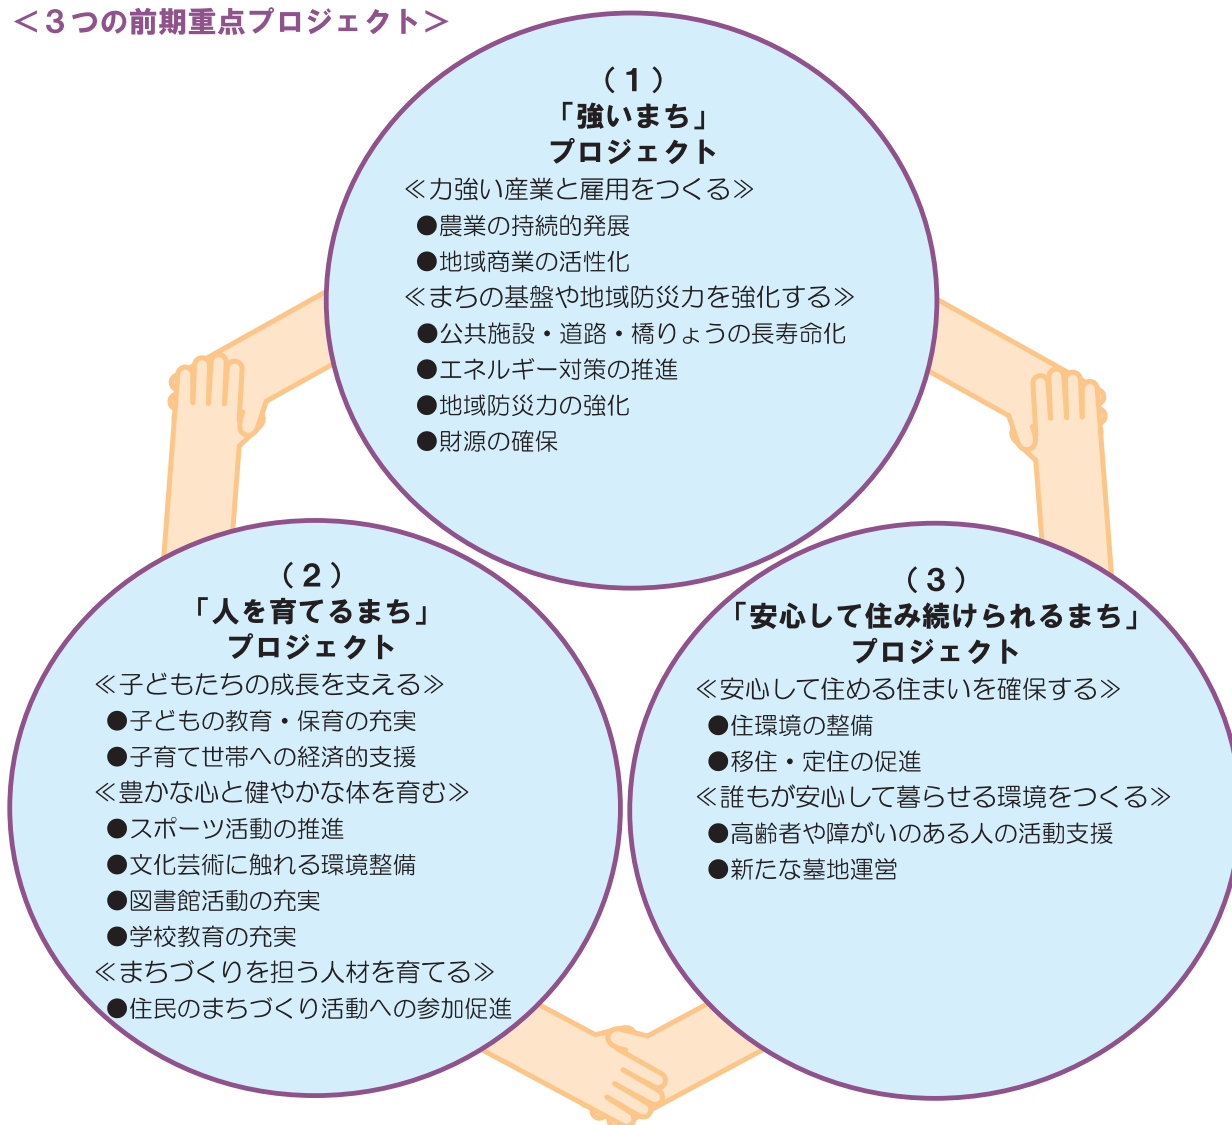 ＜３つの前期重点プロジェクト＞
（１）
「強いまち」
プロジェクト
≪力強い産業と雇用をつくる≫
●農業の持続的発展
●地域商業の活性化
≪まちの基盤や地域防災力を強化する≫
●公共施設・道路・橋りょうの長寿命化
●エネルギー対策の推進
●地域防災力の強化
●財源の確保
（２）
「人を育てるまち」
プロジェクト
≪子どもたちの成長を支える≫
●子どもの教育・保育の充実
●子育て世帯への経済的支援
≪豊かな心と健やかな体を育む≫
●スポーツ活動の推進
●文化芸術に触れる環境整備
●図書館活動の充実
●学校教育の充実
≪まちづくりを担う人材を育てる≫
●住民のまちづくり活動への参加促進
（３）
「安心して住み続けられるまち」
プロジェクト
≪安心して住める住まいを確保する≫
●住環境の整備
●移住・定住の促進
≪誰もが安心して暮らせる環境をつくる≫
●高齢者や障がいのある人の活動支援
●新たな墓地運営